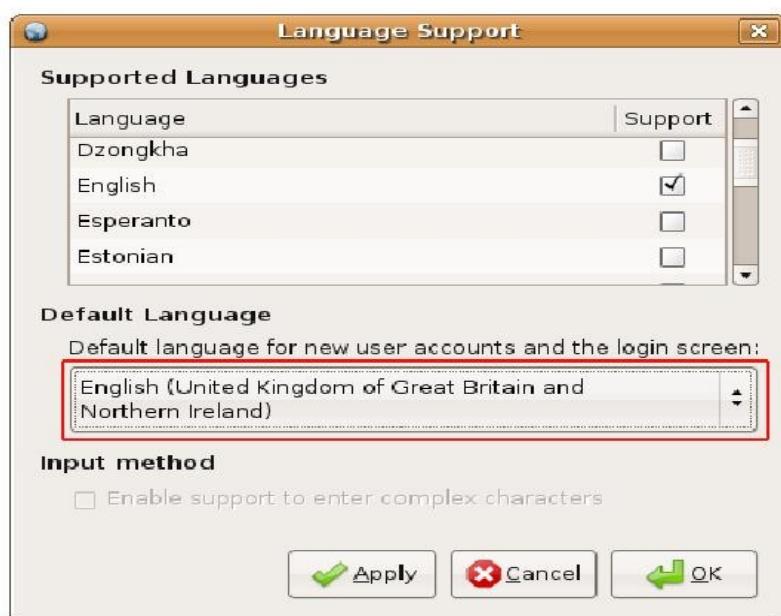 Language Support
Supported Languages
Language Support
Dzongkha
English
Esperanto
Estonian
Default Language
Default language for new user accounts and the login screen:
English (United Kingdom of Great Britain and
Northern Ireland)
Input method
Enable support to enter complex characters
Apply Cancel OK